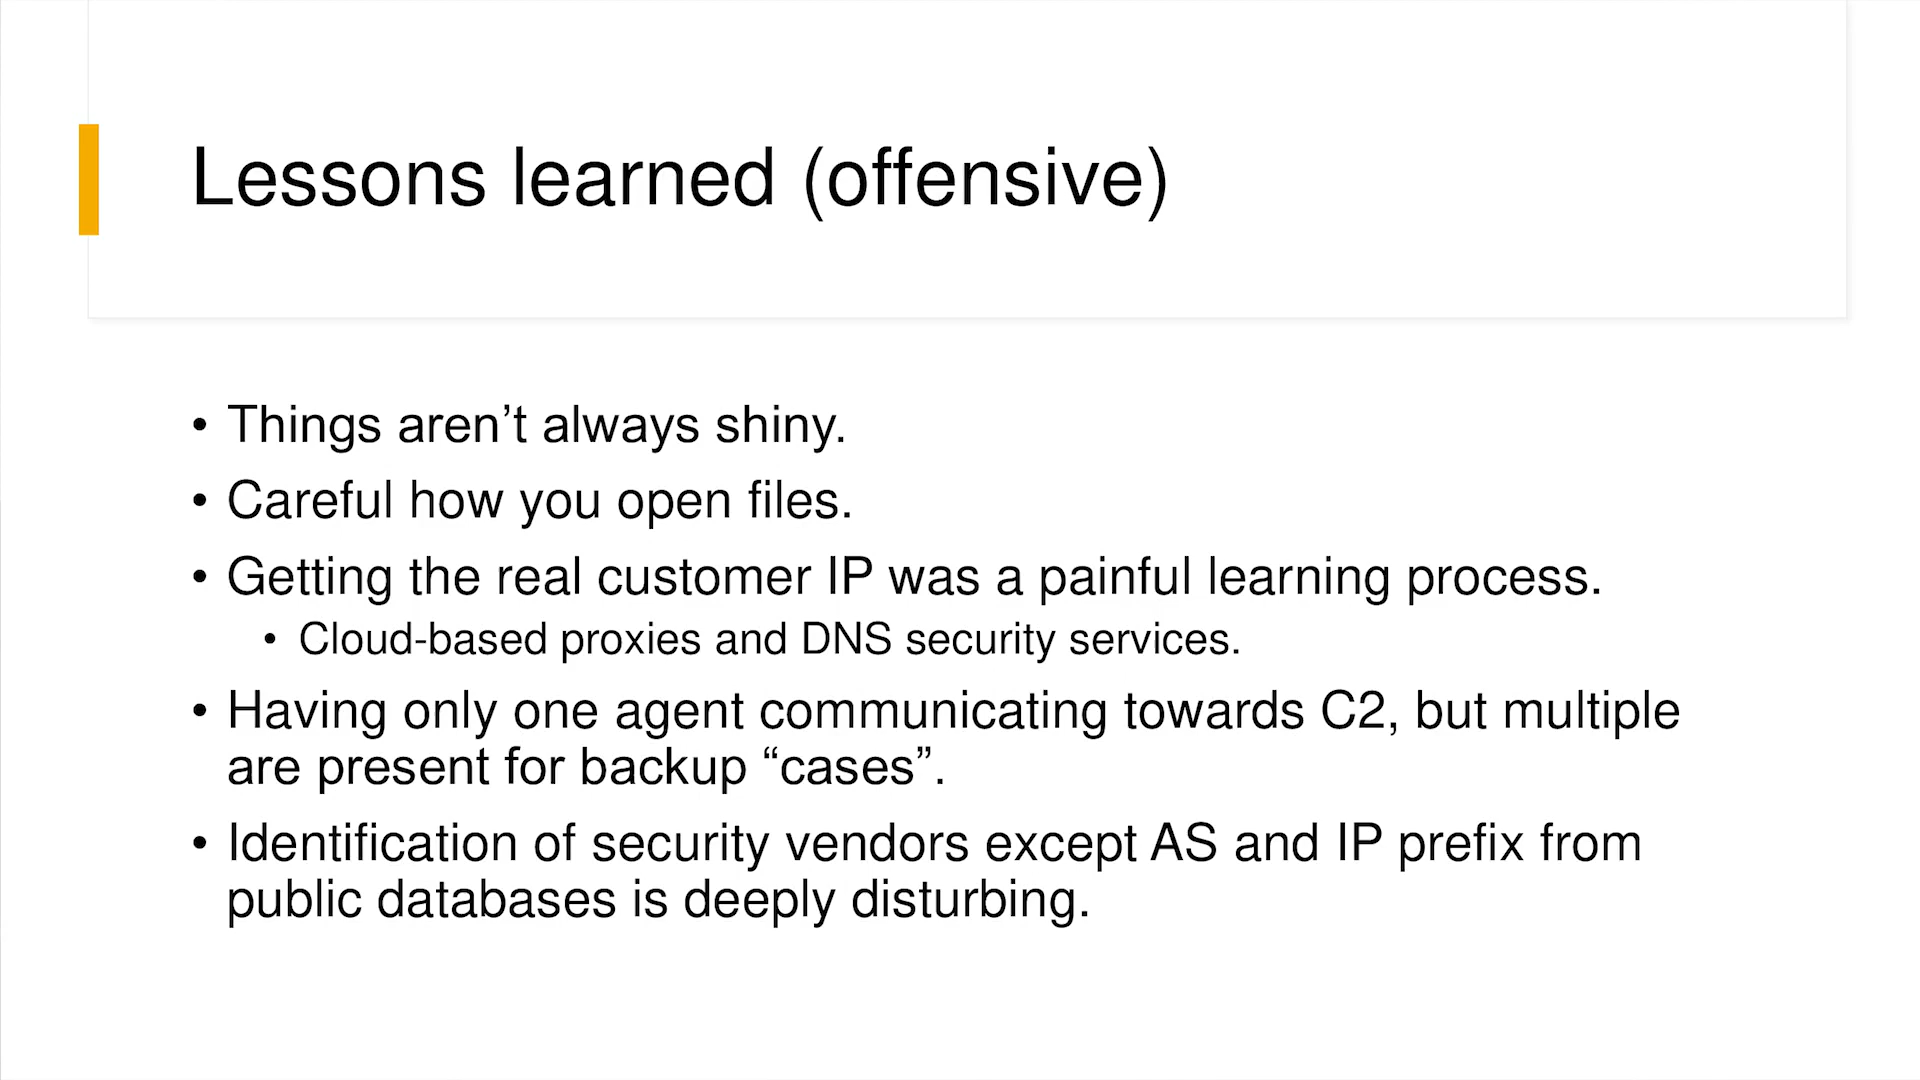 Lessons learned (offensive)
• Things aren’t always shiny.
• Careful how you open files.
• Getting the real customer IP was a painful learning process.
• Cloud-based proxies and DNS security services.
• Having only one agent communicating towards C2, but multiple
are present for backup “cases”.
• Identification of security vendors except AS and IP prefix from
public databases is deeply disturbing.